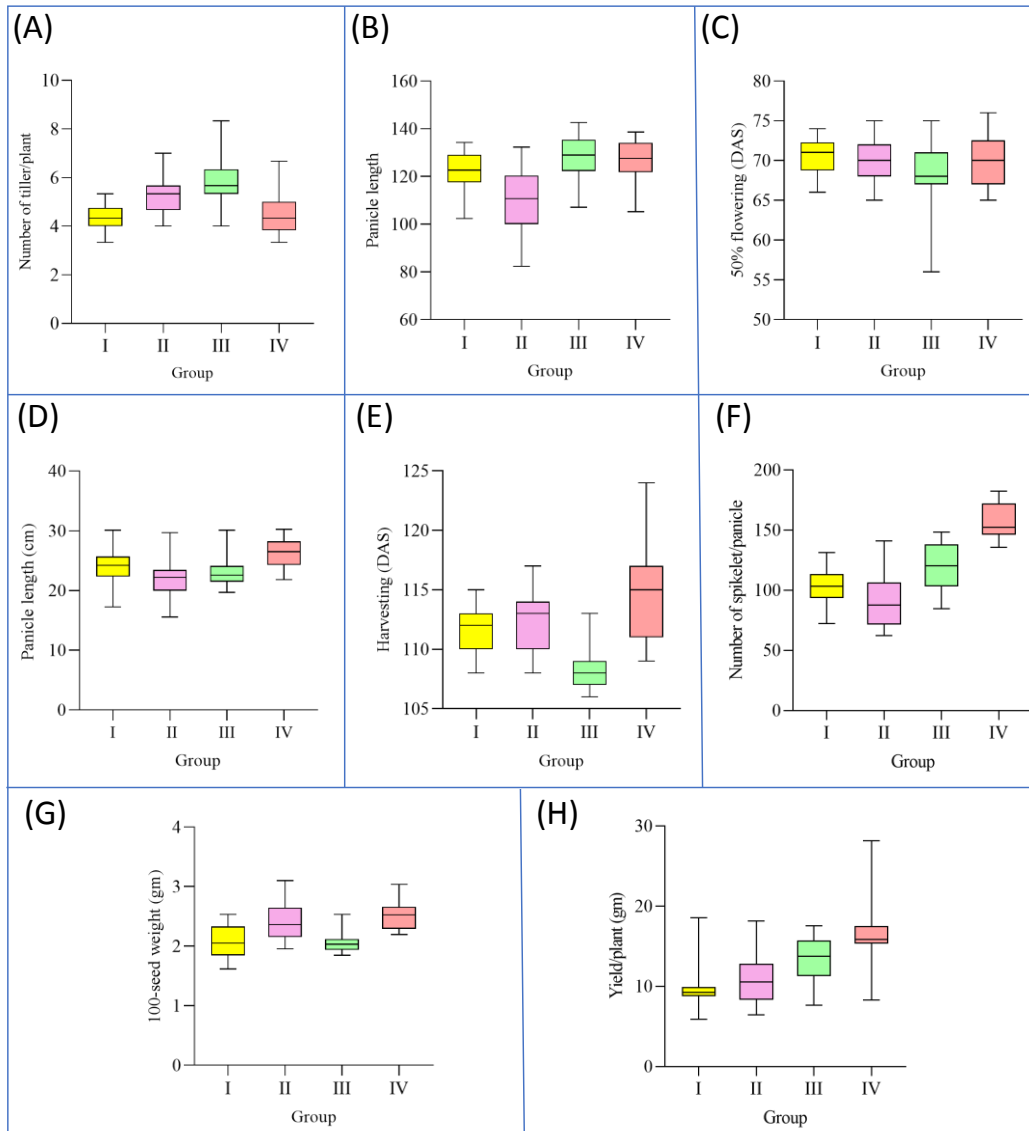 (A)
Number of tiller/plant
10
8
6
4
2
0
I II III IV
Group
(B)
Panicle length
160
140
120
100
80
60
I II III IV
Group
(C)
50% flowering (DAS)
75
70
65
60
55
50
80
I II III IV
Group
(D)
Panicle length (cm)
40
30
20
10
0
I II III IV
Group
(E)
Harvesting (DAS)
125
120
115
110
105
I II III IV
Group
(F)
Number of spikelet/panicle
200
150
100
50
0
I II III IV
Group
(G)
100-seed weight (gm)
4
3
2
1
0
I II III IV
Group
(H)
Yield/plant (gm)
30
20
10
0
I II III IV
Group